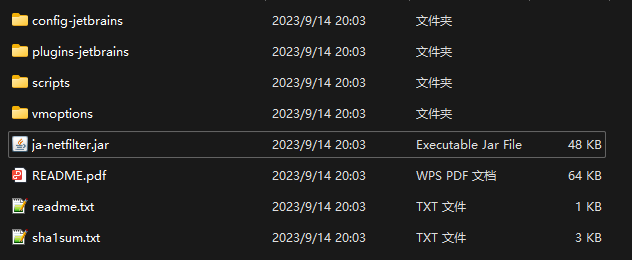 config-jetbrains 2023/9/14 20:03 文件夹
plugins-jetbrains 2023/9/14 20:03 文件夹
scripts 2023/9/14 20:03 文件夹
vmoptions 2023/9/14 20:03 文件夹
ja-netfilter.jar 2023/9/14 20:03 Executable Jar File 48 KB
README.pdf 2023/9/14 20:03 WPS PDF 文档 64 KB
readme.txt 2023/9/14 20:03 TXT 文件 1 KB
sha1sum.txt 2023/9/14 20:03 TXT 文件 3 KB